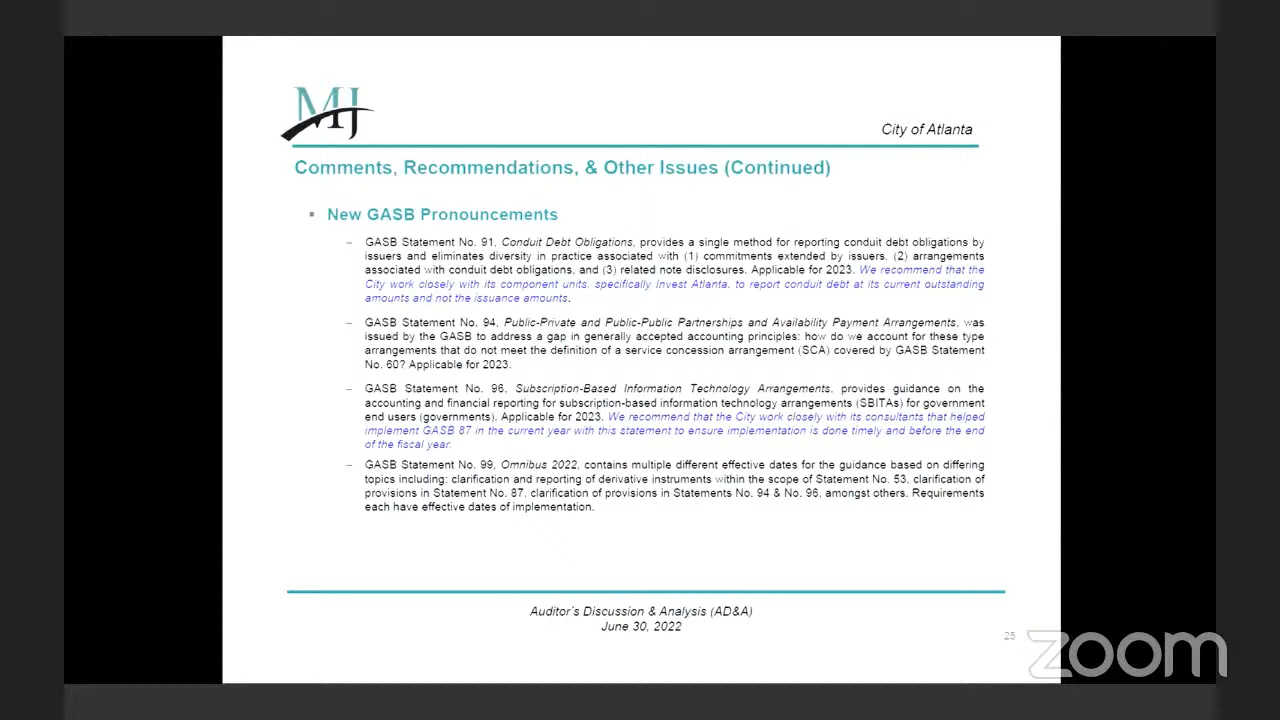 MJ
City of Atlanta
Comments, Recommendations, & Other Issues (Continued)
▪ New GASB Pronouncements
– GASB Statement No. 91, Conduit Debt Obligations, provides a single method for reporting conduit debt obligations by
issuers and eliminates diversity in practice associated with (1) commitments extended by issuers, (2) arrangements
associated with conduit debt obligations, and (3) related note disclosures. Applicable for 2023. We recommend that the
City work closely with its component units, specifically Invest Atlanta, to report conduit debt at its current outstanding
amounts and not the issuance amounts.
– GASB Statement No. 94, Public-Private and Public-Public Partnerships and Availability Payment Arrangements, was
issued by the GASB to address a gap in generally accepted accounting principles: how do we account for these type
arrangements that do not meet the definition of a service concession arrangement (SCA) covered by GASB Statement
No. 60? Applicable for 2023.
– GASB Statement No. 96, Subscription-Based Information Technology Arrangements, provides guidance on the
accounting and financial reporting for subscription-based information technology arrangements (SBITAs) for government
end users (governments). Applicable for 2023. We recommend that the City work closely with its consultants that helped
implement GASB 87 in the current year with this statement to ensure implementation is done timely and before the end
of the fiscal year.
– GASB Statement No. 99, Omnibus 2022, contains multiple different effective dates for the guidance based on differing
topics including: clarification and reporting of derivative instruments within the scope of Statement No. 53, clarification of
provisions in Statement No. 87, clarification of provisions in Statements No. 94 & No. 96, amongst others. Requirements
each have effective dates of implementation.
Auditor's Discussion & Analysis (AD&A)
June 30, 2022
25
zoom